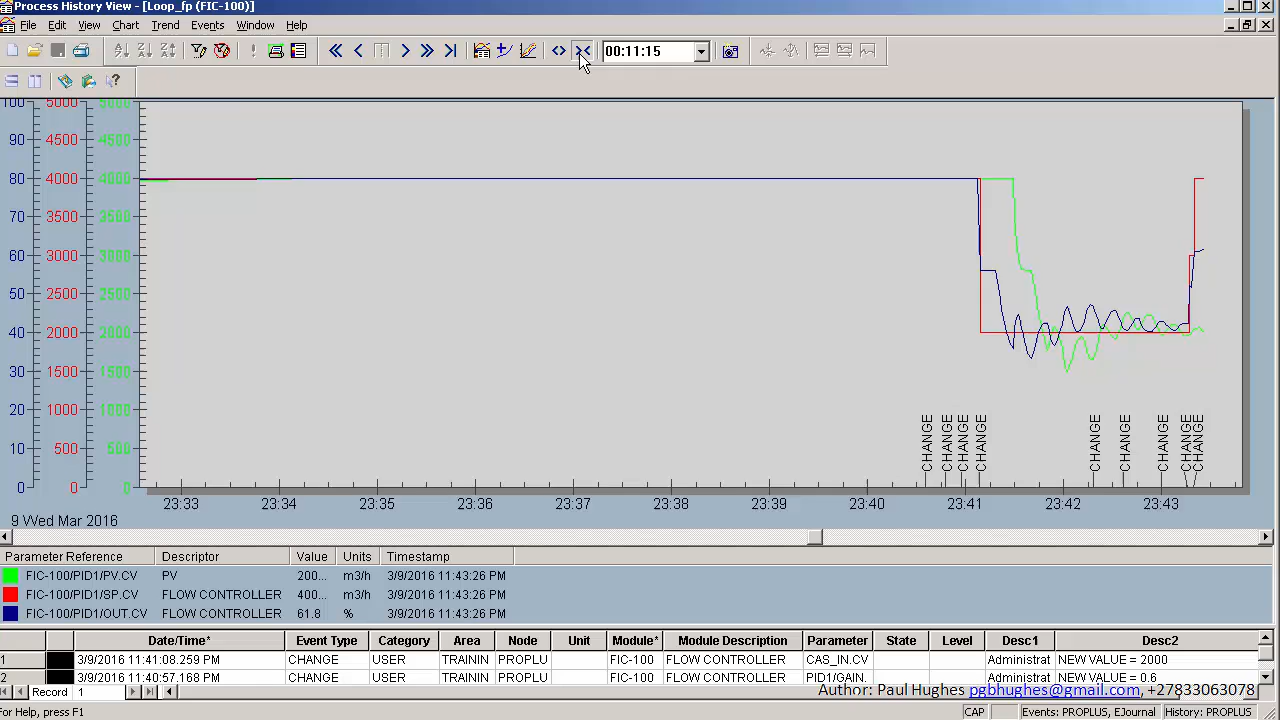 Process History View - [Loop_fp (FIC-100)]
File Edit View Chart Trend Events Window Help
00:11:15
100 5000 5000
90 4500 4500
80 4000 4000
70 3500 3500
60 3000 3000
50 2500 2500
40 2000 2000
30 1500 1500
20 1000 1000
10 500 500
0 0 0
CHANGE CHANGE CHANGE CHANGE CHANGE CHANGE CHANGE CHANGE CHANGE
23:33 23:34 23:35 23:36 23:37 23:38 23:39 23:40 23:41 23:42 23:43
9 Wed Mar 2016
Parameter Reference Descriptor Value Units Timestamp
FIC-100/PID1/PV.CV PV 200... m3/h 3/9/2016 11:43:26 PM
FIC-100/PID1/SP.CV FLOW CONTROLLER 400... m3/h 3/9/2016 11:43:26 PM
FIC-100/PID1/OUT.CV FLOW CONTROLLER 61.8 % 3/9/2016 11:43:26 PM
Date/Time* Event Type Category Area Node Unit Module* Module Description Parameter State Level Desc1 Desc2
1 3/9/2016 11:41:08.259 PM CHANGE USER TRAININ PROPLU FIC-100 FLOW CONTROLLER CAS_IN.CV Administrat NEW VALUE = 2000
2 3/9/2016 11:40:57.168 PM CHANGE USER TRAININ PROPLU FIC-100 FLOW CONTROLLER PID1/GAIN. Administrat NEW VALUE = 0.6
Record 1
Author: Paul Hughes pgbhughes@gmail.com, +27833063078
For Help, press F1 CAP Events: PROPLUS, EJournal History: PROPLUS